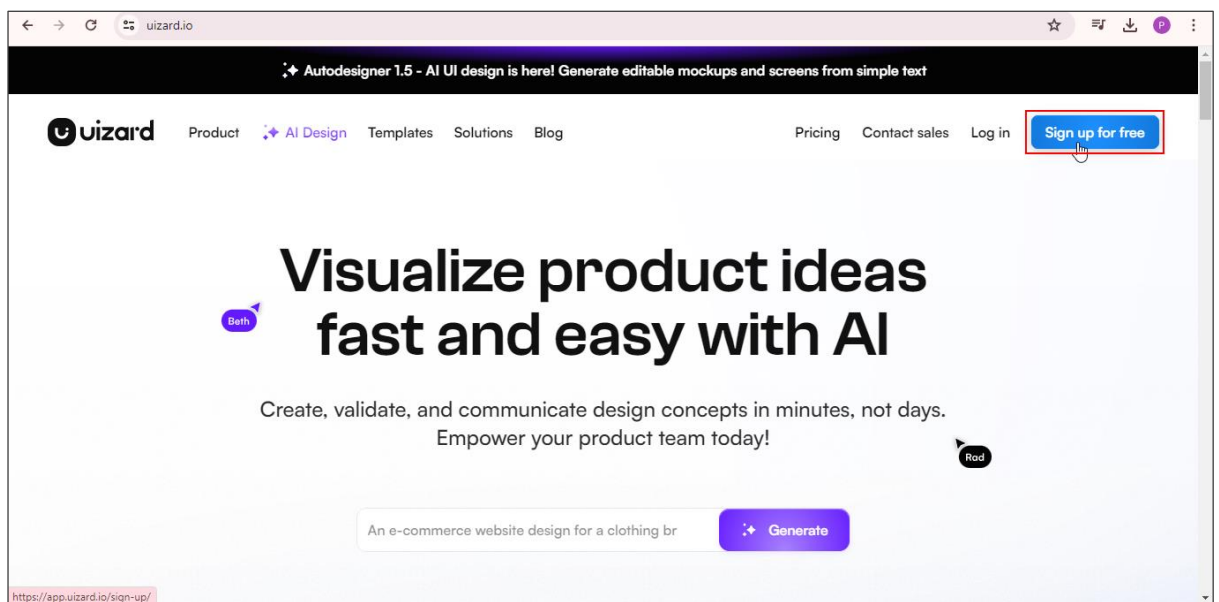 uizard.io
P
Autodesigner 1.5 - AI UI design is here! Generate editable mockups and screens from simple text
uizard Product AI Design Templates Solutions Blog Pricing Contact sales Log in Sign up for free
Visualize product ideas
Beth
fast and easy with AI
Create, validate, and communicate design concepts in minutes, not days.
Empower your product team today!
Rad
An e-commerce website design for a clothing br Generate
https://app.uizard.io/sign-up/